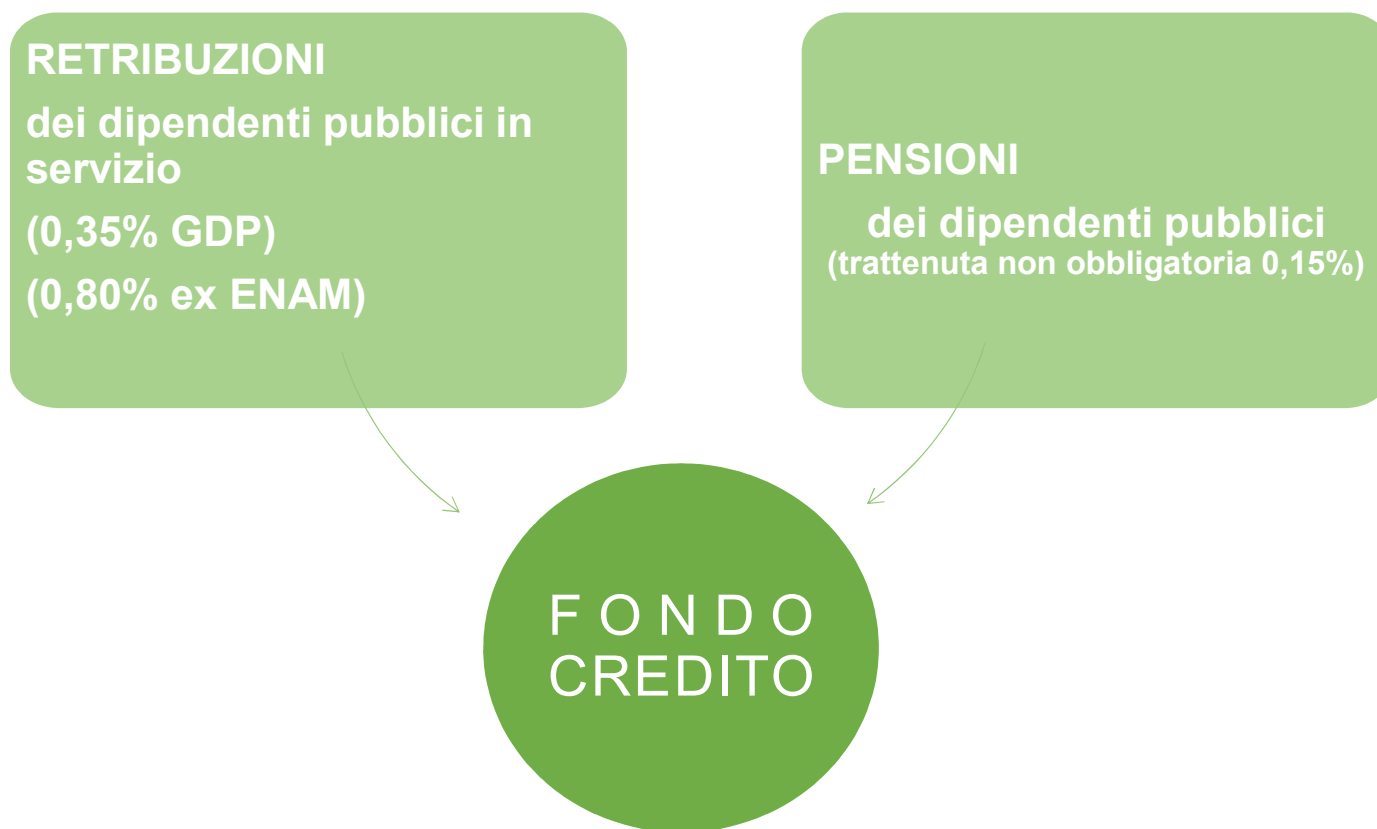 RETRIBUZIONI
dei dipendenti pubblici in
servizio
(0,35% GDP)
(0,80% ex ENAM)
PENSIONI
dei dipendenti pubblici
(trattenuta non obbligatoria 0,15%)
FONDO
CREDITO